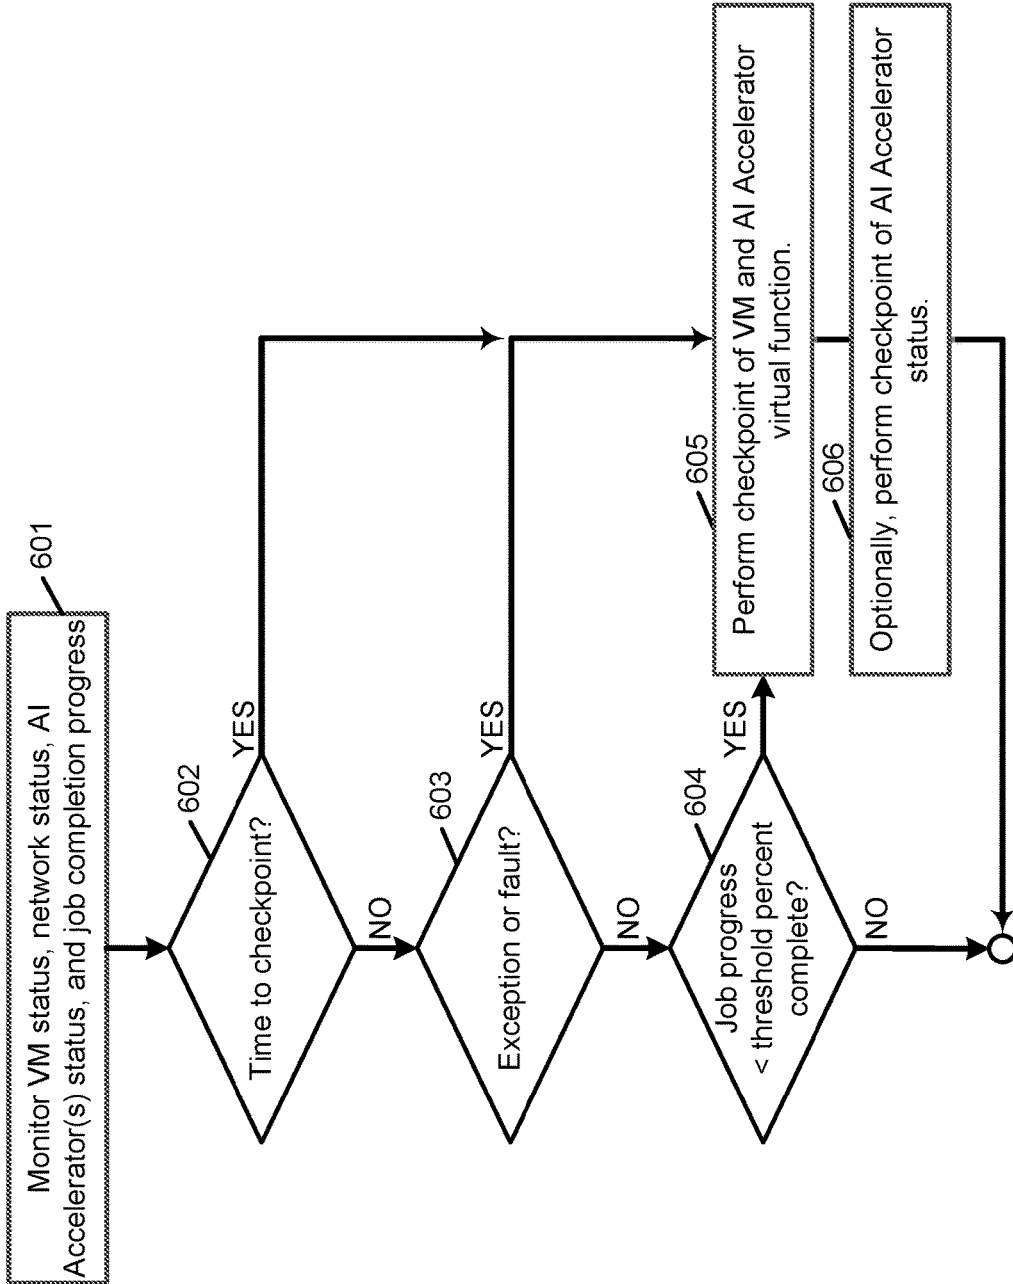 Monitor VM status, network status, AI
Accelerator(s) status, and job completion progress
601
Time to checkpoint?
602
YES
NO
Exception or fault?
603
YES
NO
Job progress
< threshold percent
complete?
604
YES
NO
605
Perform checkpoint of VM and AI Accelerator
virtual function.
606
Optionally, perform checkpoint of AI Accelerator
status.